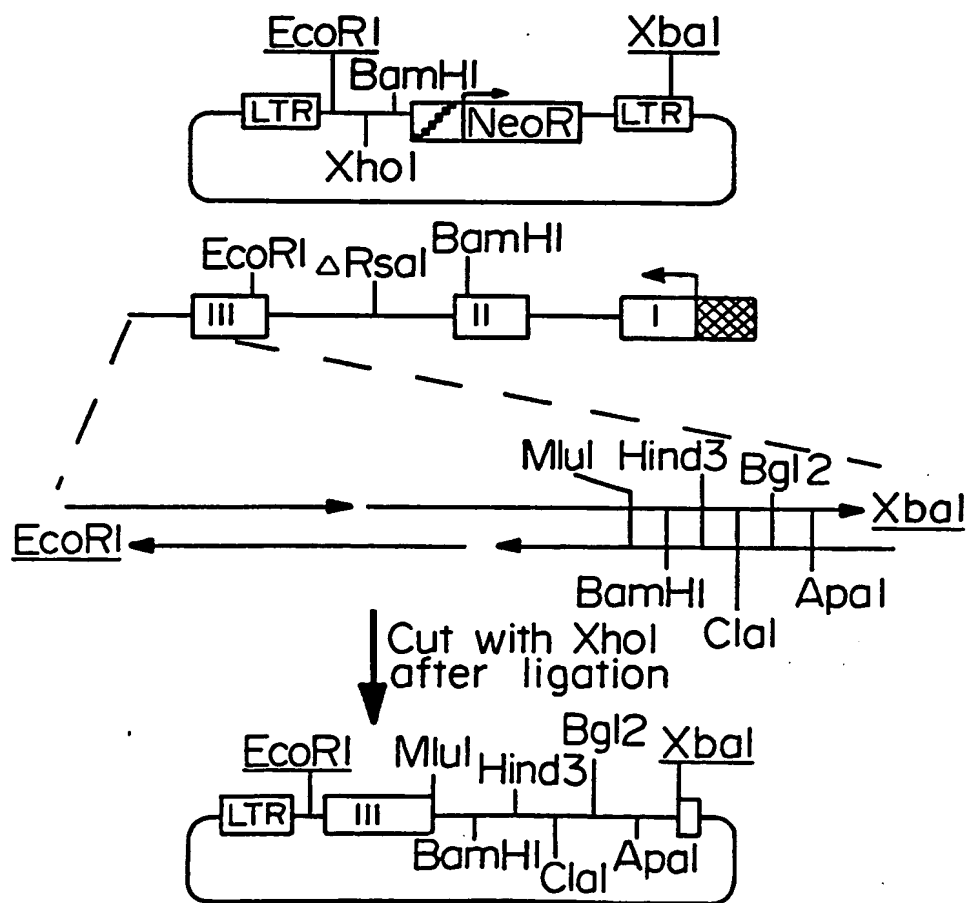 EcoRI
XbaI
BamHI
LTR
NeoR
LTR
XhoI
BamHI
EcoRI
△RsaI
III
II
I
MluI
Hind3
Bgl2
XbaI
EcoRI
BamHI
ApaI
ClaI
Cut with XhoI
after ligation
EcoRI
MluI
Hind3
Bgl2
XbaI
LTR
III
BamHI
ClaI
ApaI